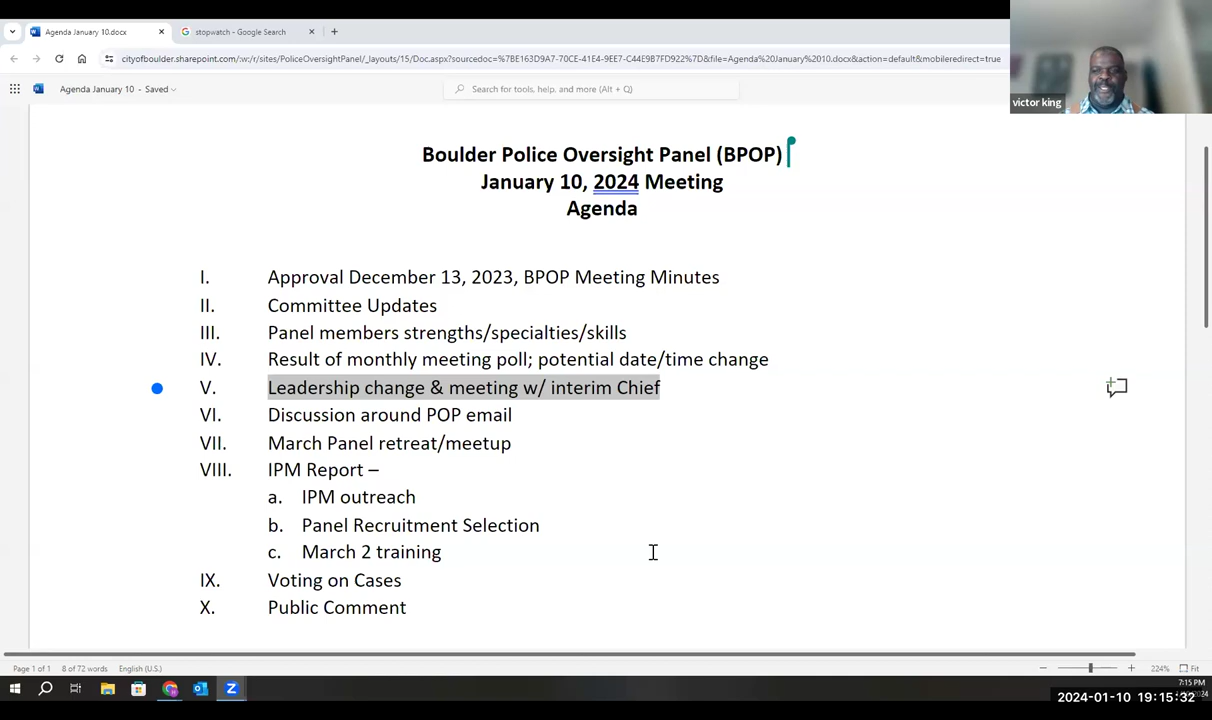 Agenda January 10.docx
stopwatch - Google Search
cityofboulder.sharepoint.com/:w:/r/sites/PoliceOversightPanel/_layouts/15/Doc.aspx?sourcedoc=%7BE163D9A7-70CE-41E4-9EE7-C44E9B7FD922%7D&file=Agenda%20January%2010.docx&action=default&mobileredirect=true
Agenda January 10 - Saved
Search for tools, help, and more (Alt + Q)
victor king
Boulder Police Oversight Panel (BPOP)
January 10, 2024 Meeting
Agenda
I. Approval December 13, 2023, BPOP Meeting Minutes
II. Committee Updates
III. Panel members strengths/specialties/skills
IV. Result of monthly meeting poll; potential date/time change
V. Leadership change & meeting w/ interim Chief
VI. Discussion around POP email
VII. March Panel retreat/meetup
VIII. IPM Report –
a. IPM outreach
b. Panel Recruitment Selection
c. March 2 training
IX. Voting on Cases
X. Public Comment
Page 1 of 1 8 of 72 words English (U.S.)
224% Fit
7:15 PM
2024-01-10 19:15:32